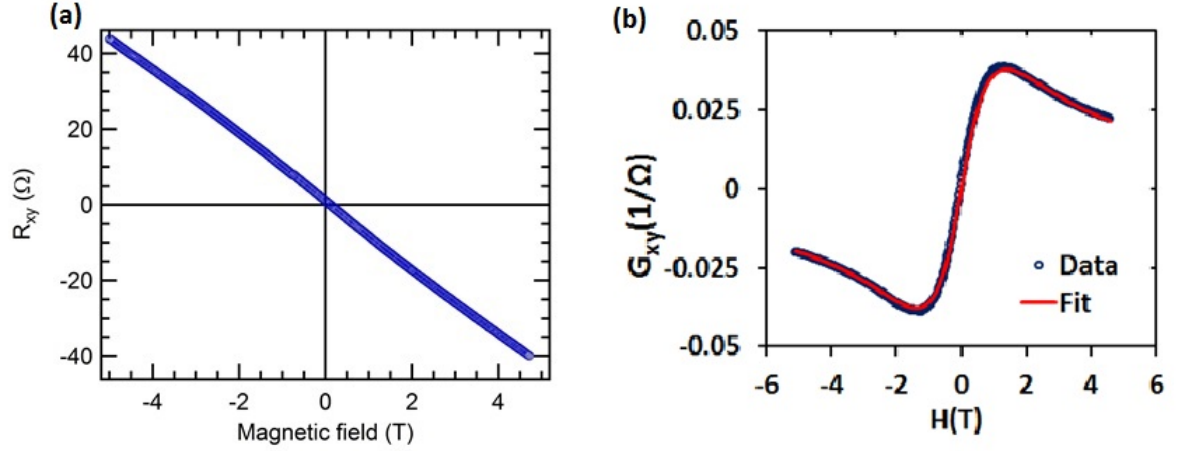 (a)
40
20
0
-20
-40
R_xy (Ω)
-4
-2
0
2
4
Magnetic field (T)
(b)
0.05
0.025
0
-0.025
-0.05
G_xy(1/Ω)
Data
Fit
-6
-4
-2
0
2
4
6
H(T)